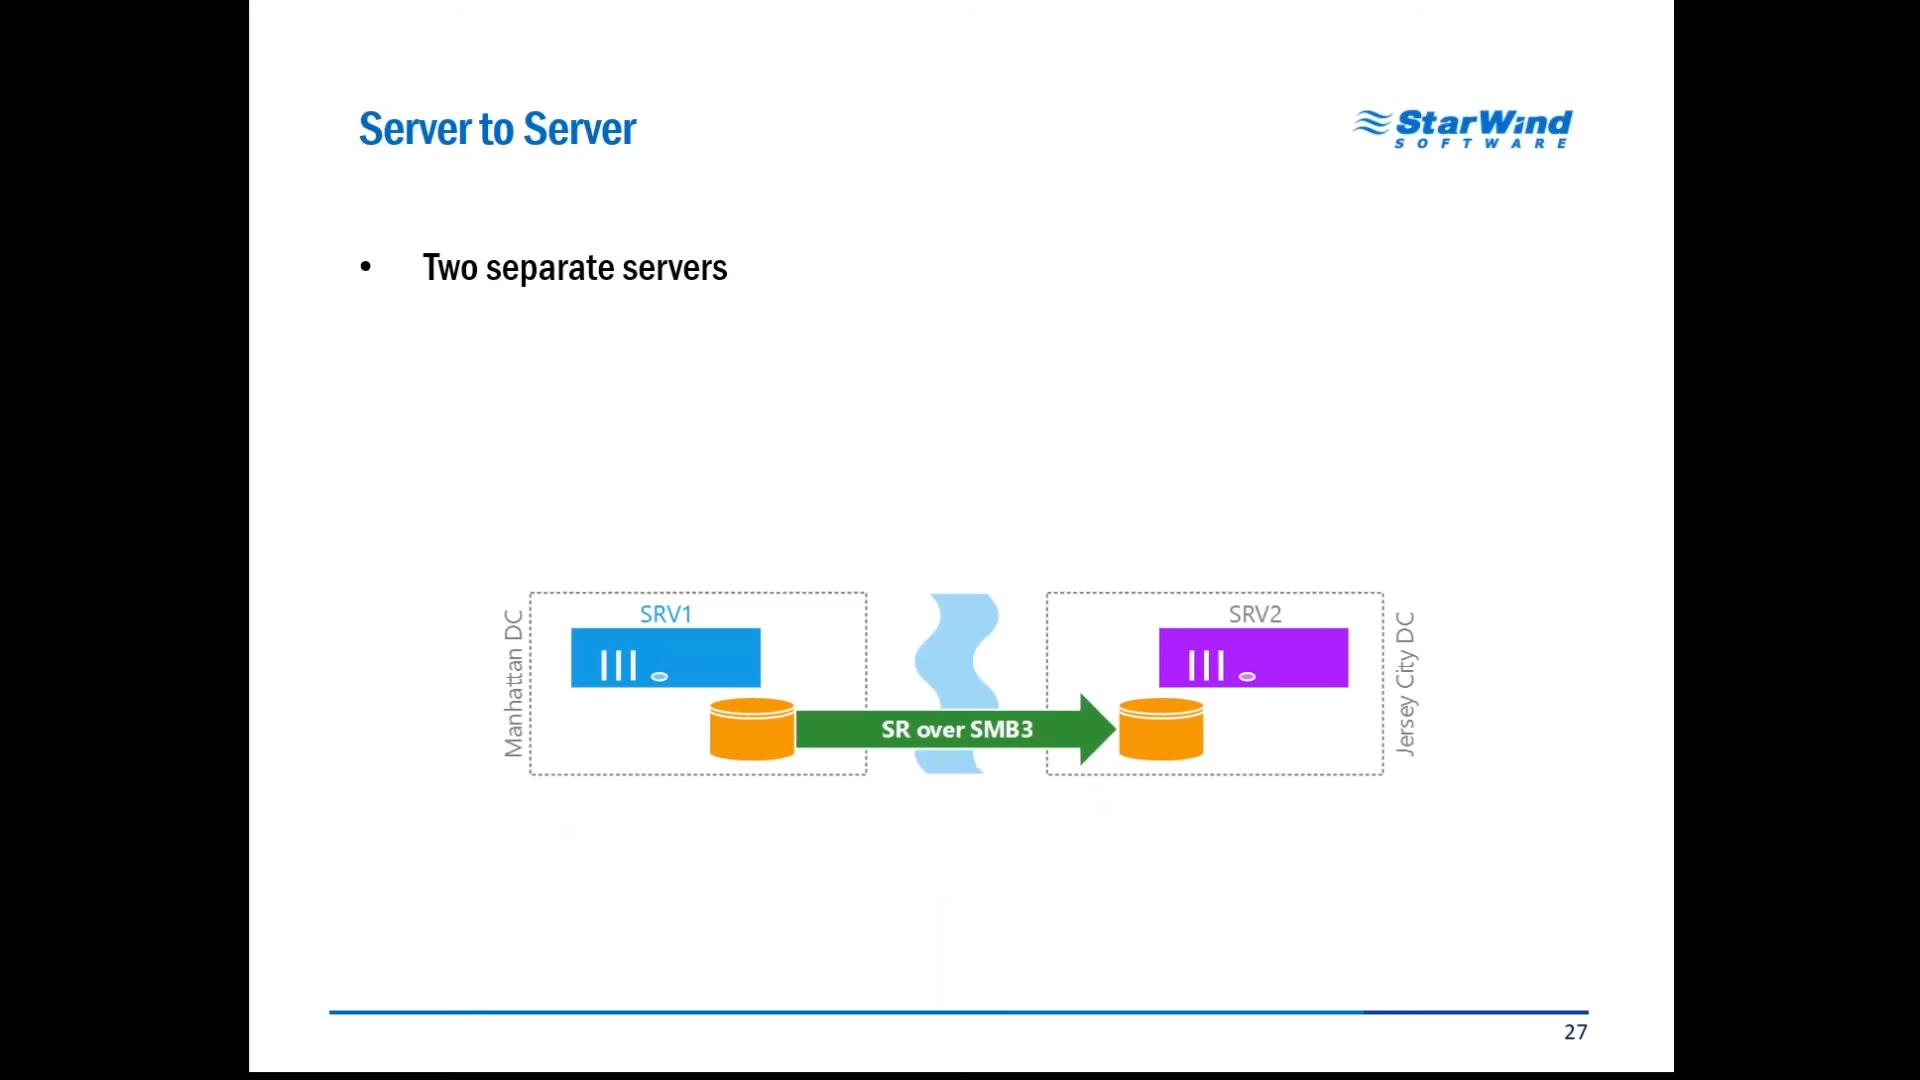 Server to Server
StarWind
SOFTWARE
• Two separate servers
Manhattan DC
SRV1
SR over SMB3
SRV2
Jersey City DC
27